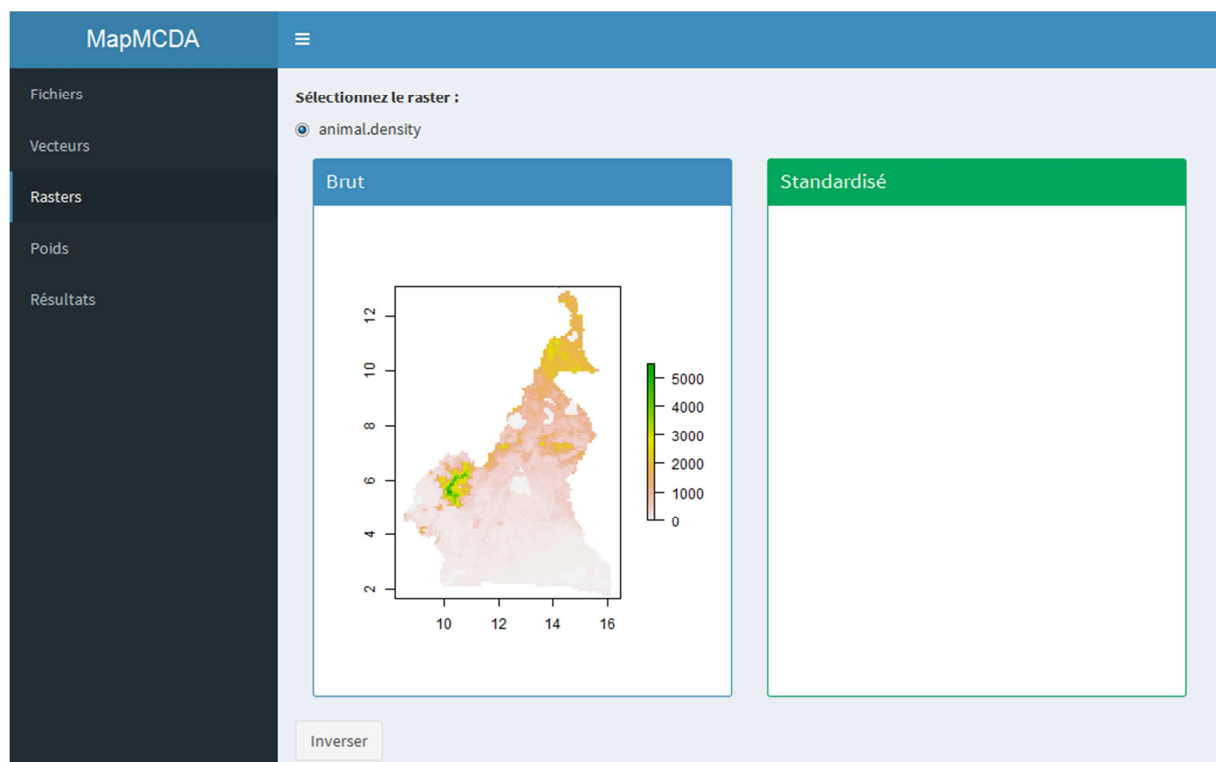 MapMCDA
Fichiers
Vecteurs
Rasters
Poids
Résultats
Sélectionnez le raster :
animal.density
Brut
12
10
8
6
4
2
10 12 14 16
5000
4000
3000
2000
1000
0
Standardisé
Inverser